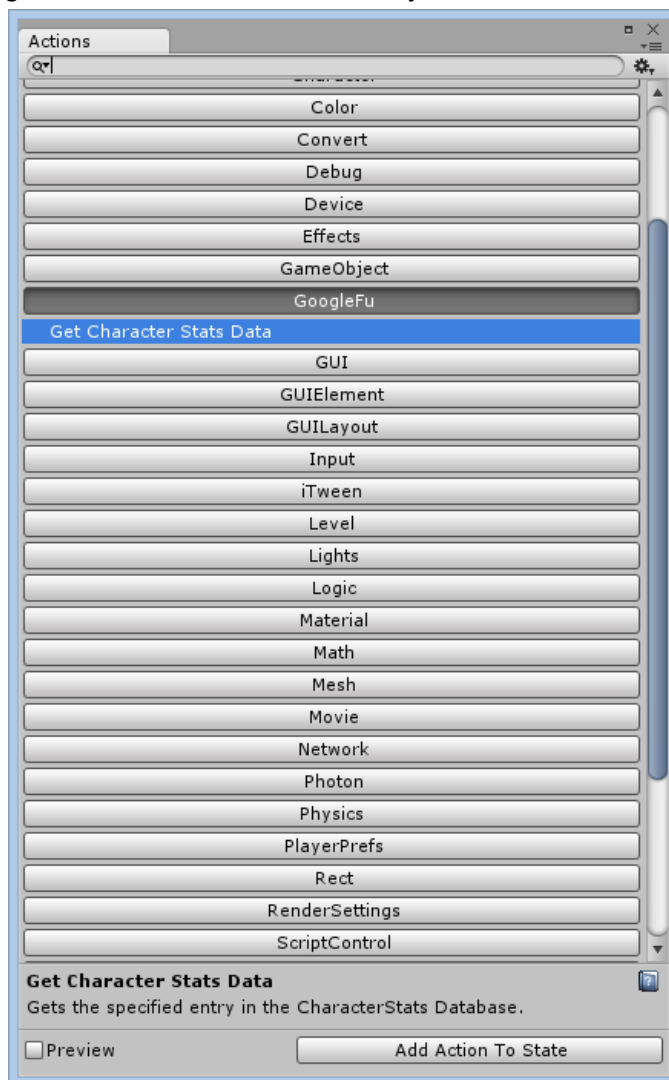 Actions
Color
Convert
Debug
Device
Effects
GameObject
GoogleFu
Get Character Stats Data
GUI
GUIElement
GUILayout
Input
iTween
Level
Lights
Logic
Material
Math
Mesh
Movie
Network
Photon
Physics
PlayerPrefs
Rect
RenderSettings
ScriptControl
Get Character Stats Data
Gets the specified entry in the CharacterStats Database.
Preview
Add Action To State